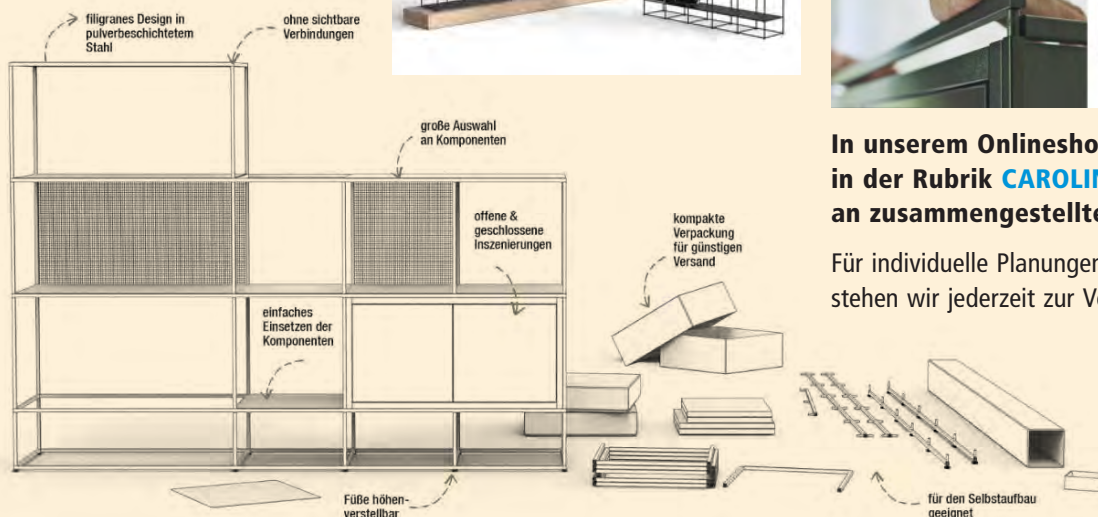 filigranes Design in
pulverbeschichtetem
Stahl
ohne sichtbare
Verbindungen
große Auswahl
an Komponenten
offene &
geschlossene
Inszenierungen
kompakte
Verpackung
für günstigen
Versand
einfaches
Einsetzen der
Komponenten
Füße höhen-
verstellbar
für den Selbstaufbau
geeignet
In unserem Onlinesho
in der Rubrik CAROLIN
an zusammengestellte
Für individuelle Planungen
stehen wir jederzeit zur